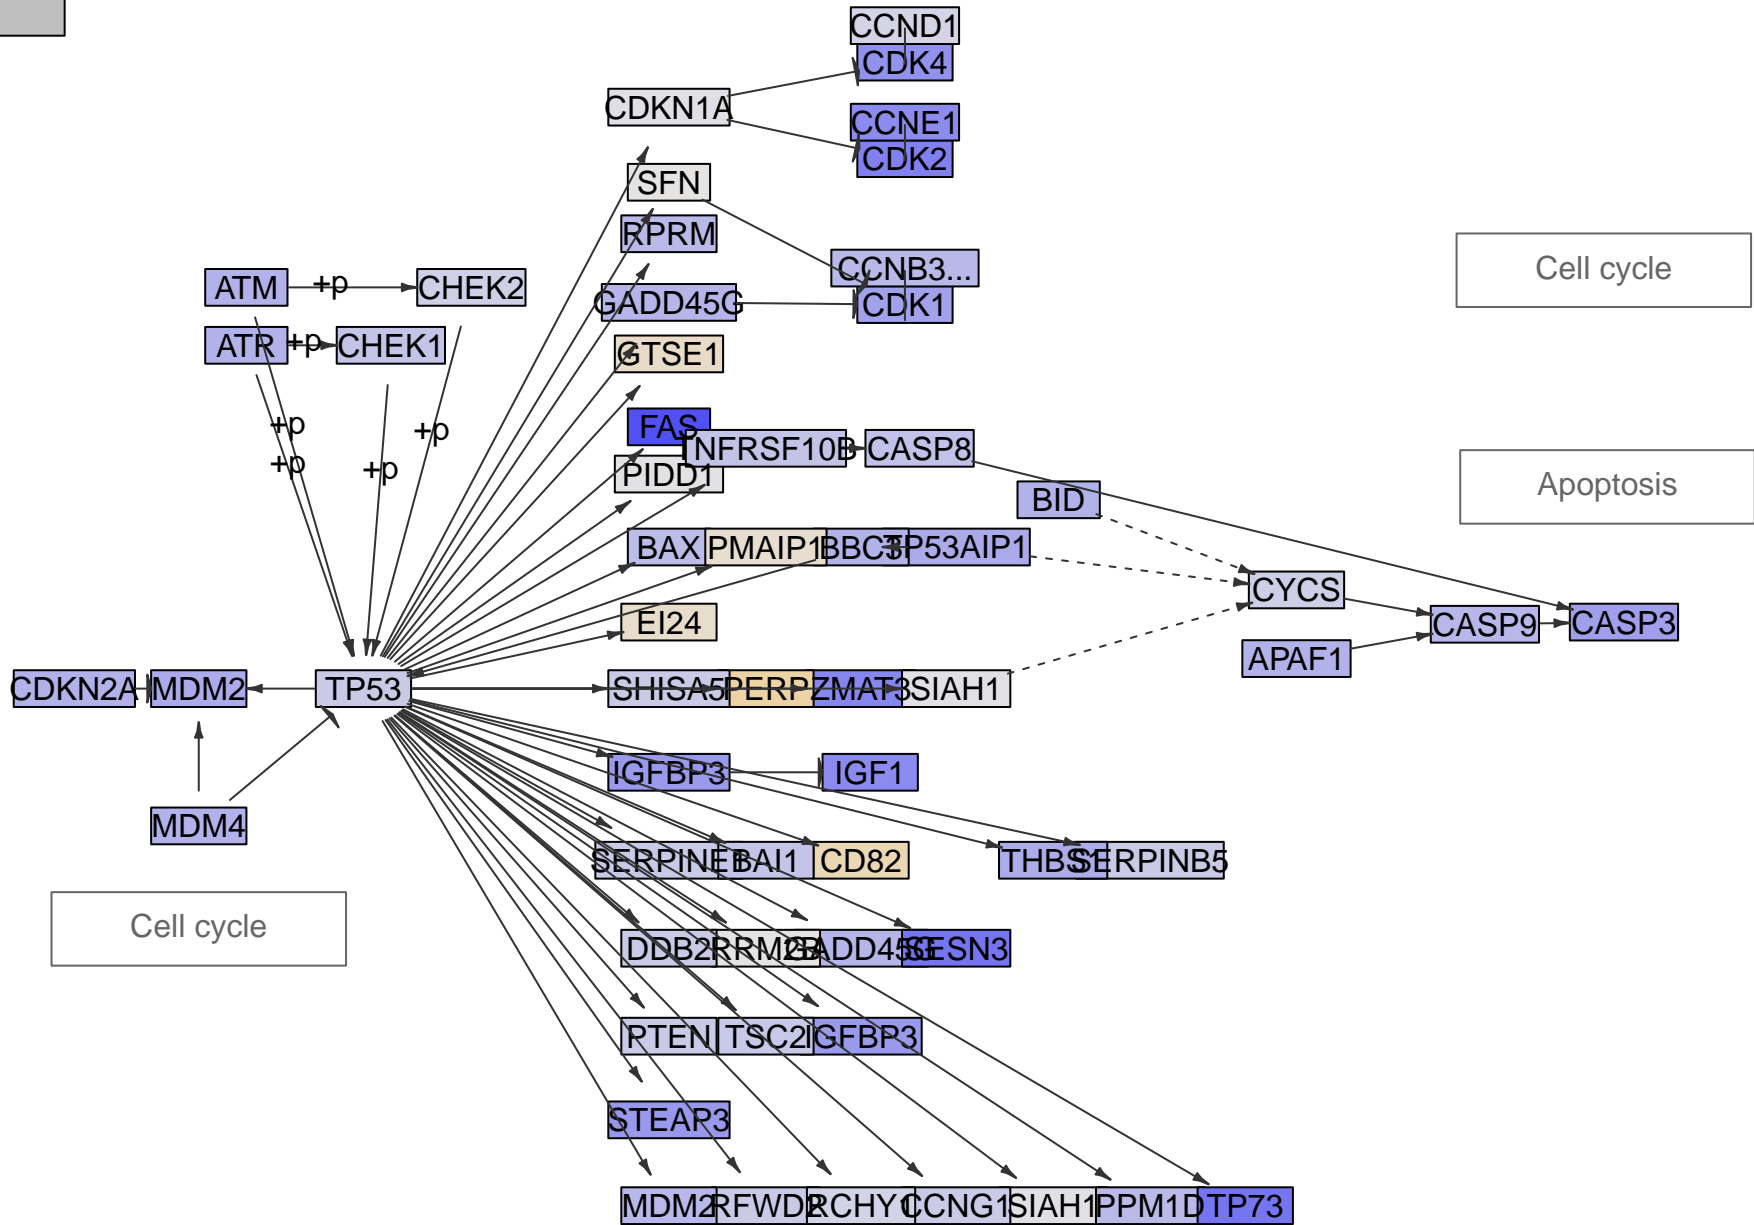 CCND1
CDK4
CDKN1A
CCNE1
CDK2
SFN
RPRM
CCNB3...
Cell cycle
ATM
+p
CHEK2
GADD45G
CDK1
ATR
+p
CHEK1
GTSE1
+p
+p
FAS
TNFRSF10B
CASP8
+p
+p
PIDD1
Apoptosis
BID
BAX
PMAIP1
BBC3
TP53AIP1
CYCS
EI24
CASP9
CASP3
APAF1
CDKN2A
MDM2
TP53
SHISA5
PERP
ZMAT3
SIAH1
IGFBP3
IGF1
MDM4
SERPINE1
BAI1
CD82
THBS1
SERPINB5
Cell cycle
DDB2
RRM2B
GADD45G
SESN3
PTEN
TSC2
IGFBP3
STEAP3
MDM2
RFWD2
RCHY1
CCNG1
SIAH1
PPM1D
TP73